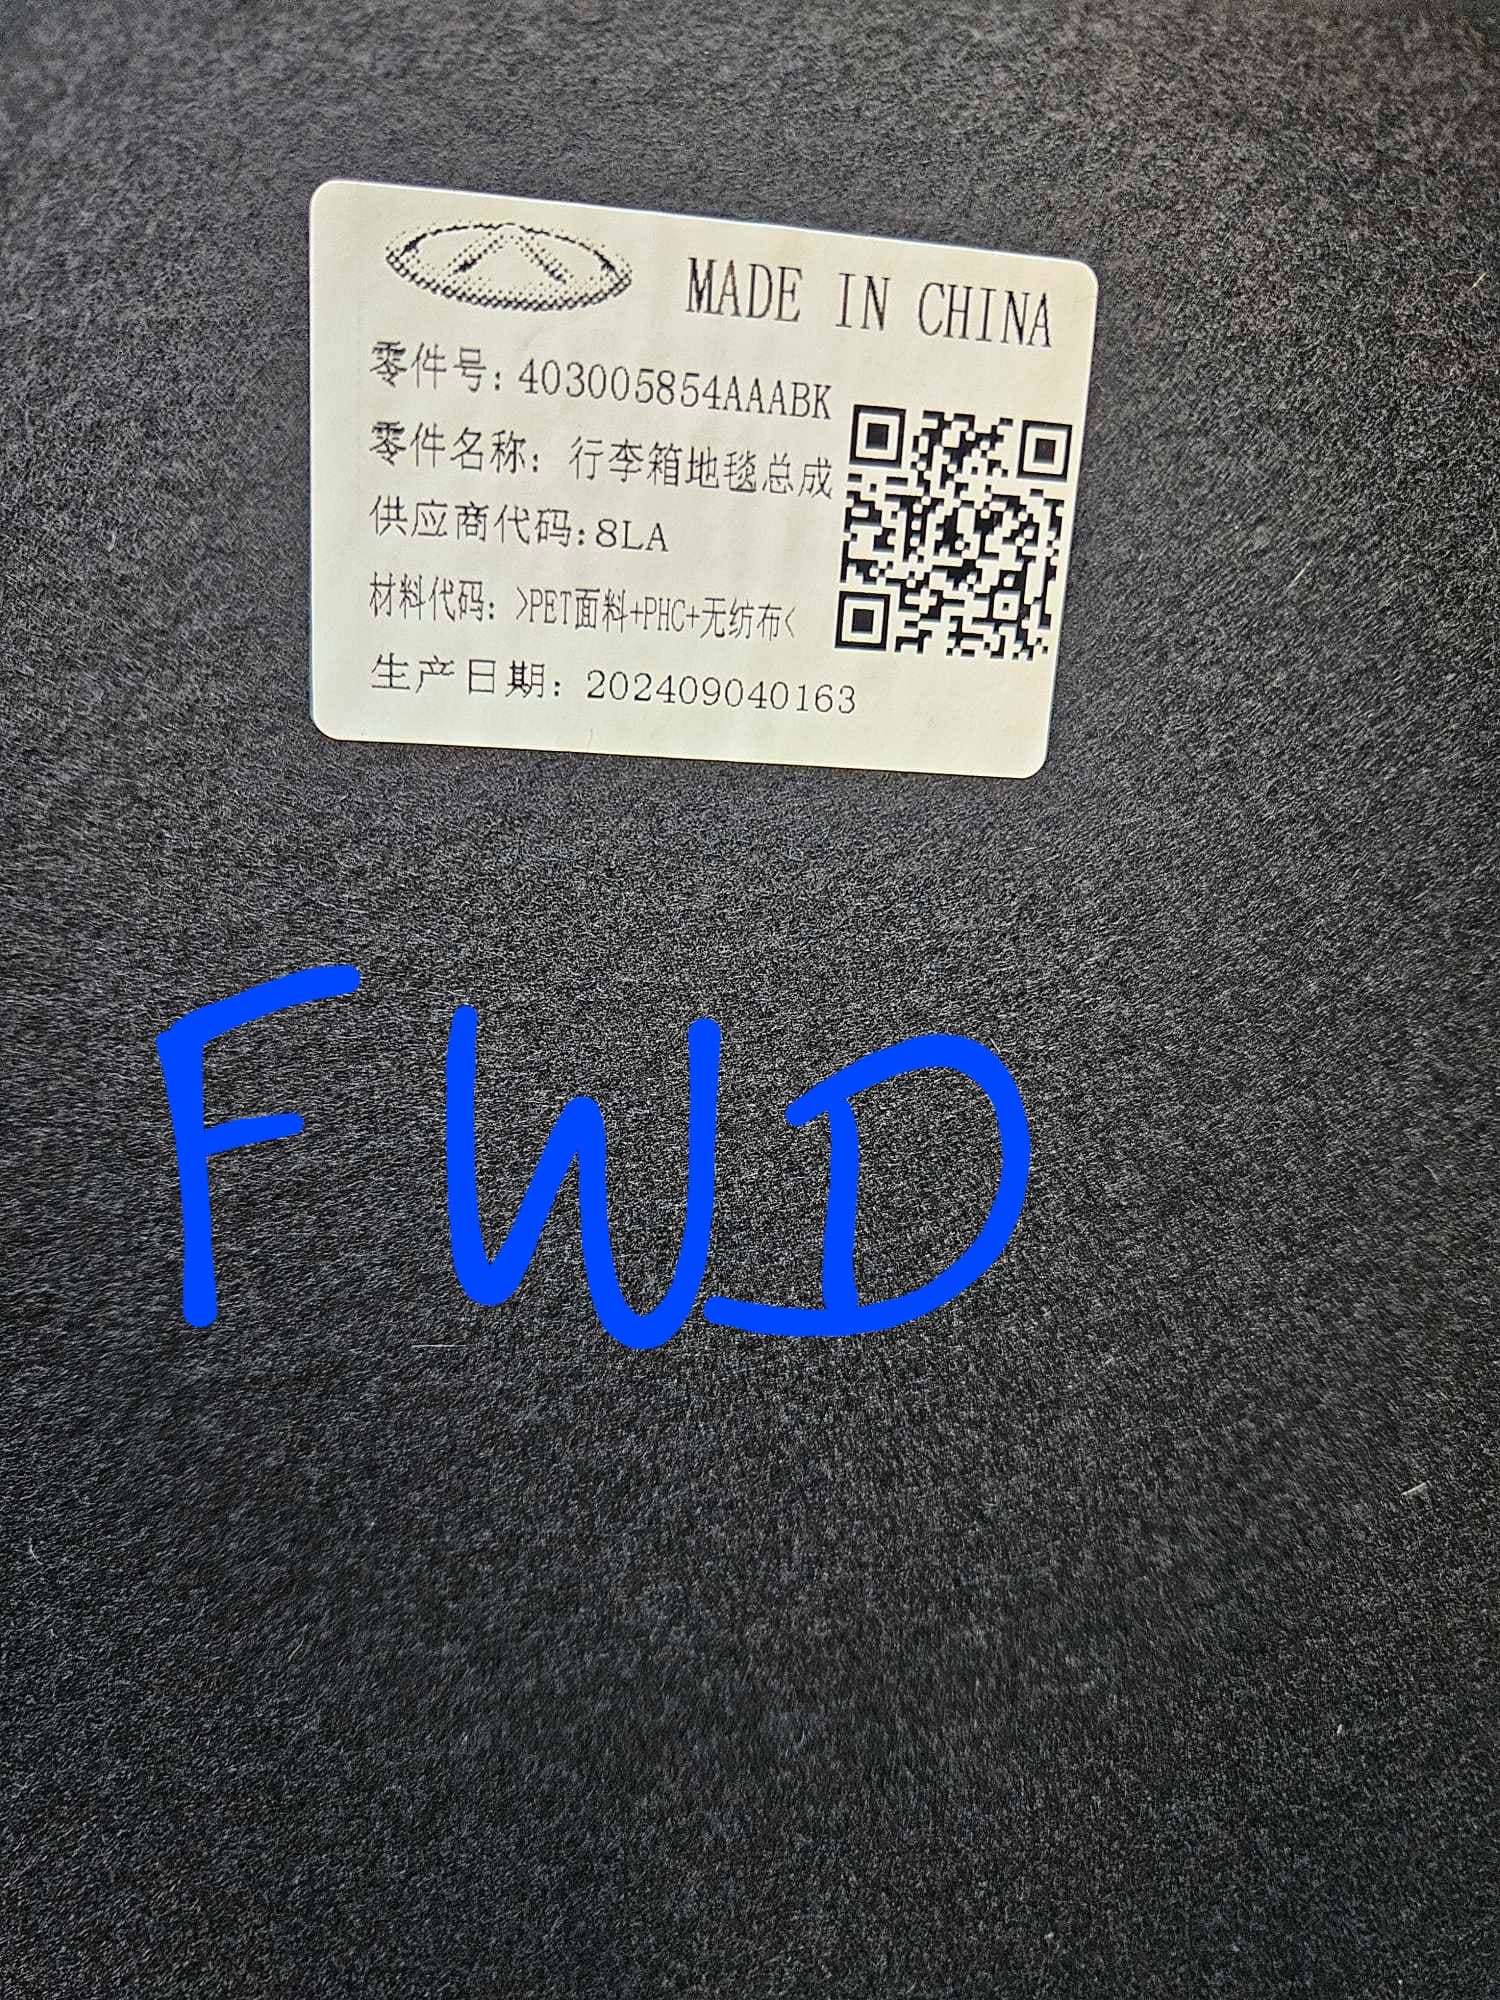 MADE IN CHINA
零件号:403005854AAABK
零件名称: 行李箱地毯总成
供应商代码:8LA
材料代码: >PET面料+PHC+无纺布<
生产日期: 202409040163
FWD